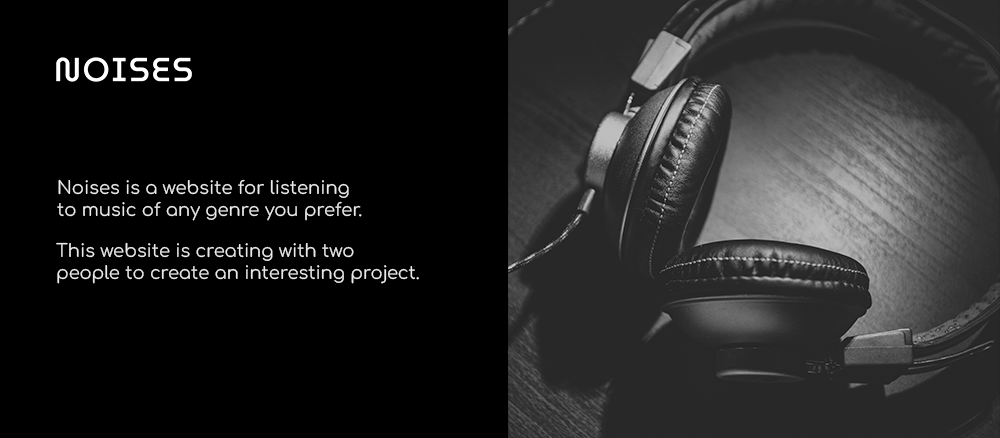 NOISES
Noises is a website for listening
to music of any genre you prefer.
This website is creating with two
people to create an interesting project.